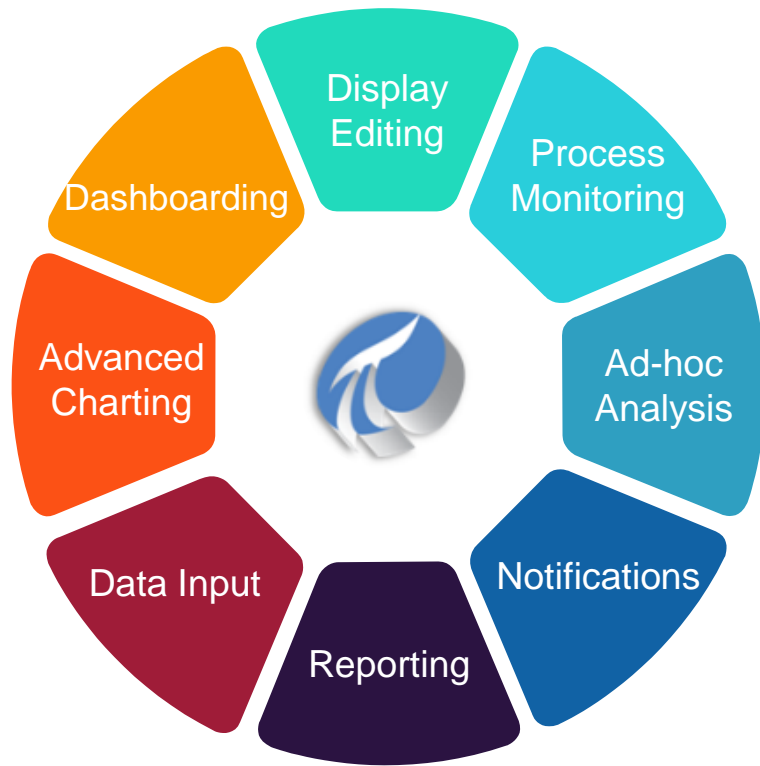 Display
Editing
Process
Monitoring
Ad-hoc
Analysis
Notifications
Reporting
Data Input
Advanced
Charting
Dashboarding